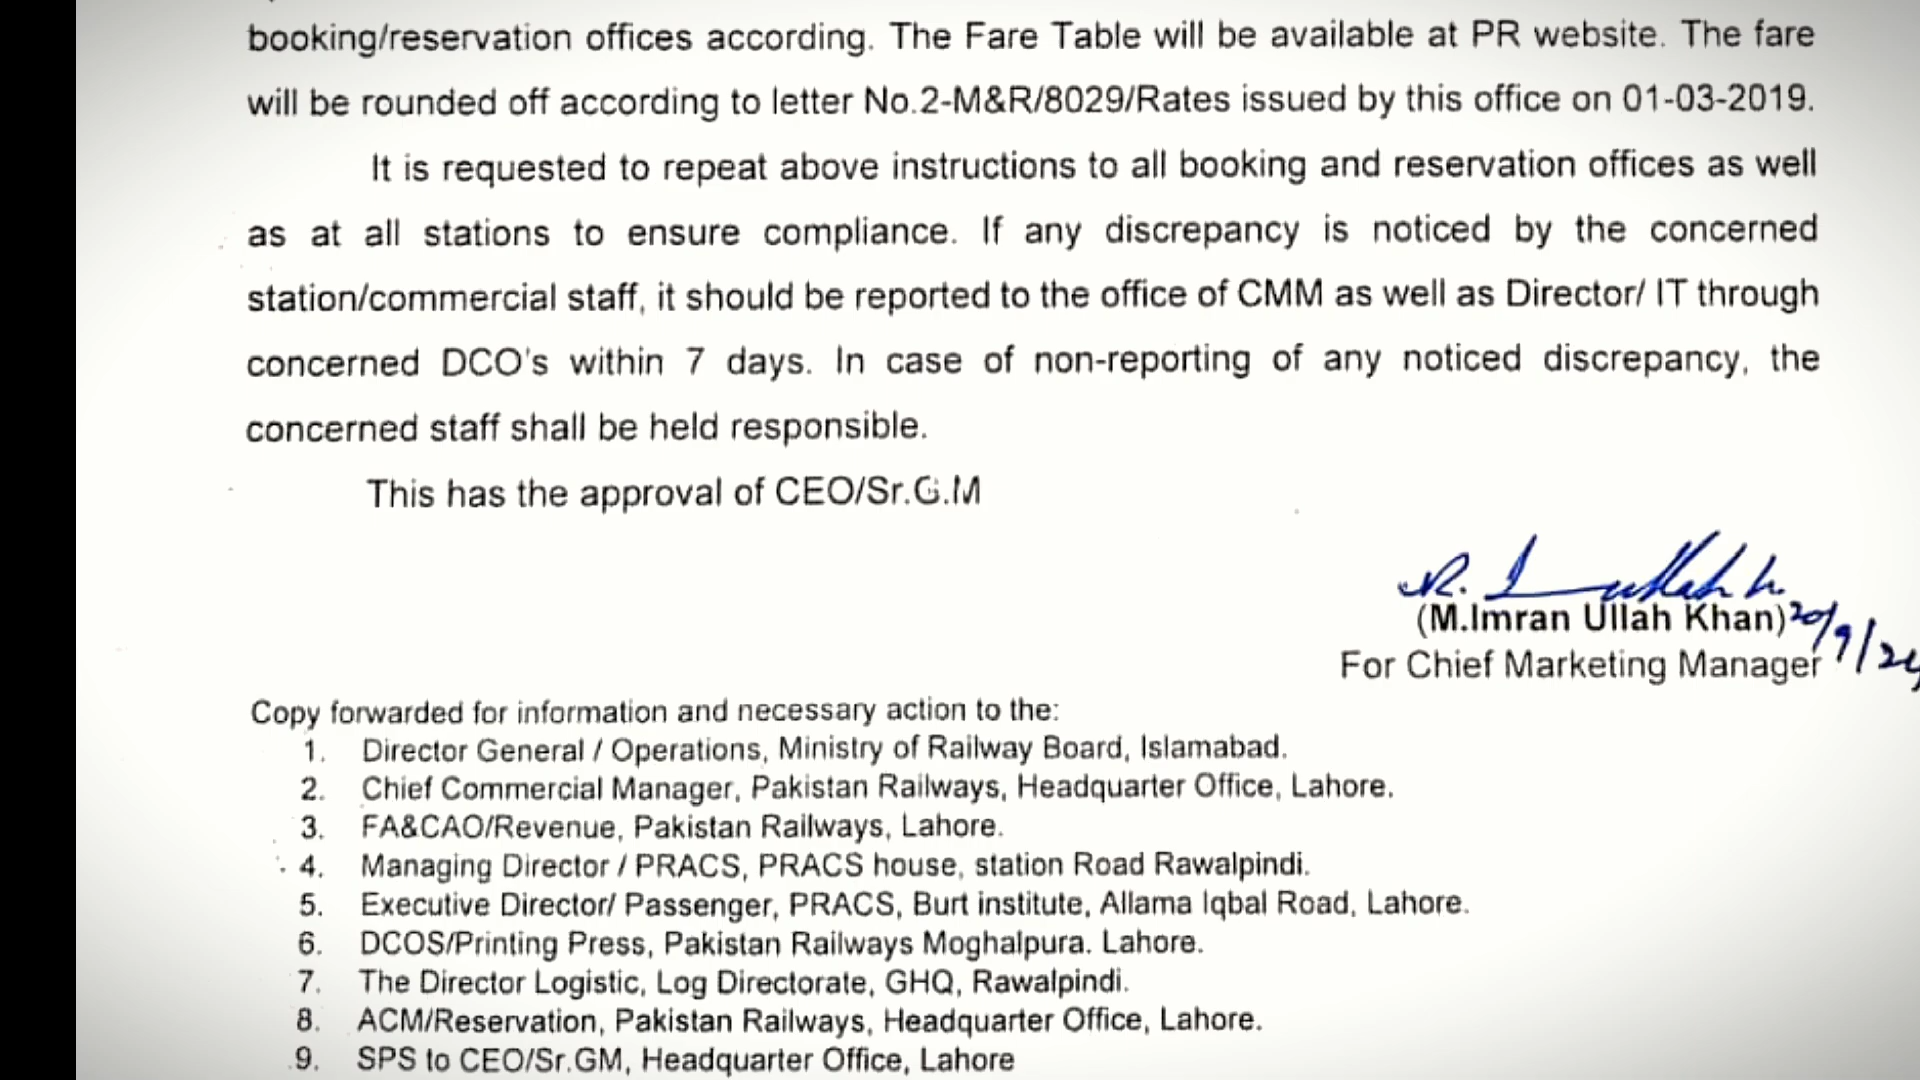 booking/reservation offices according. The Fare Table will be available at PR website. The fare
will be rounded off according to letter No.2-M&R/8029/Rates issued by this office on 01-03-2019.
It is requested to repeat above instructions to all booking and reservation offices as well
as at all stations to ensure compliance. If any discrepancy is noticed by the concerned
station/commercial staff, it should be reported to the office of CMM as well as Director/ IT through
concerned DCO's within 7 days. In case of non-reporting of any noticed discrepancy, the
concerned staff shall be held responsible.
This has the approval of CEO/Sr.G.M
(M.Imran Ullah Khan) 20/9/24
For Chief Marketing Manager
Copy forwarded for information and necessary action to the:
1. Director General / Operations, Ministry of Railway Board, Islamabad.
2. Chief Commercial Manager, Pakistan Railways, Headquarter Office, Lahore.
3. FA&CAO/Revenue, Pakistan Railways, Lahore.
4. Managing Director / PRACS, PRACS house, station Road Rawalpindi.
5. Executive Director/ Passenger, PRACS, Burt institute, Allama Iqbal Road, Lahore.
6. DCOS/Printing Press, Pakistan Railways Moghalpura. Lahore.
7. The Director Logistic, Log Directorate, GHQ, Rawalpindi.
8. ACM/Reservation, Pakistan Railways, Headquarter Office, Lahore.
9. SPS to CEO/Sr.GM, Headquarter Office, Lahore